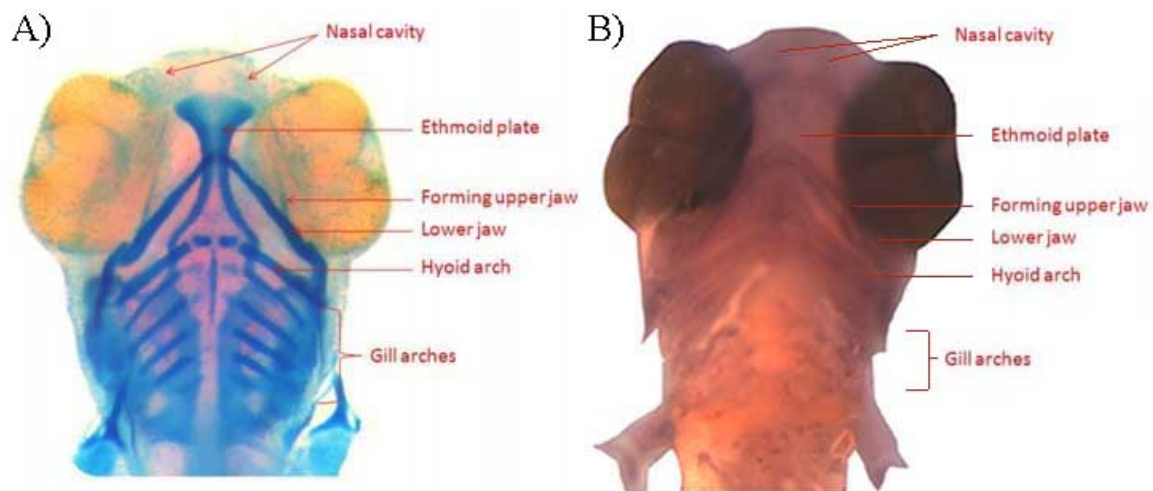 A)
Nasal cavity
Ethmoid plate
Forming upper jaw
Lower jaw
Hyoid arch
Gill arches
B)
Nasal cavity
Ethmoid plate
Forming upper jaw
Lower jaw
Hyoid arch
Gill arches